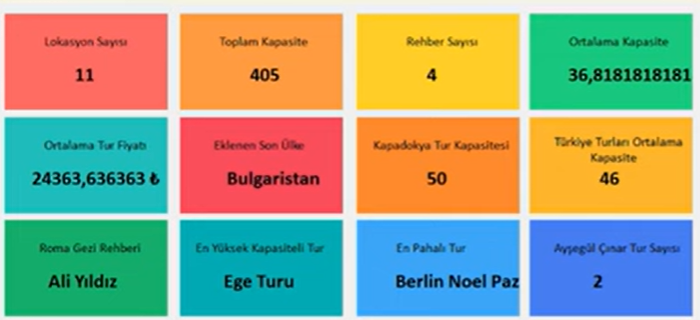 Lokasyon Sayısı
11
Toplam Kapasite
405
Rehber Sayısı
4
Ortalama Kapasite
36,8181818181
Ortalama Tur Fiyatı
24363,636363 ₺
Eklenen Son Ülke
Bulgaristan
Kapadokya Tur Kapasitesi
50
Türkiye Turları Ortalama
Kapasite
46
Roma Gezi Rehberi
Ali Yıldız
En Yüksek Kapasiteli Tur
Ege Turu
En Pahalı Tur
Berlin Noel Paz
Ayşegül Çınar Tur Sayısı
2